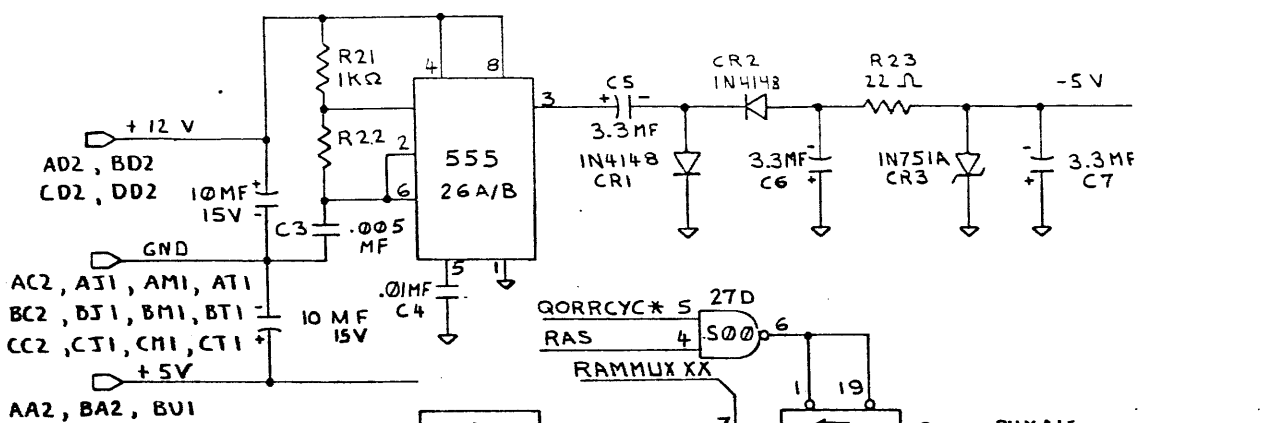 R21
1KΩ
4
8
+ 12 V
AD2, BD2
CD2, DD2
10MF +
15V -
R22
2
6
555
26A/B
3
C3
.005
MF
GND
AC2, AJ1, AM1, AT1
BC2, BJ1, BM1, BT1
CC2, CJ1, CM1, CT1
-
+
10 MF
15V
+ 5V
AA2, BA2, BU1
5
1
.01MF
C4
C5
+ -
3.3MF
CR2
1N4148
R23
22 Ω
-5 V
1N4148
CR1
3.3MF -
C6 +
1N751A
CR3
-
+
3.3MF
C7
QORRCYC* 5
RAS 4
27D
S00
6
RAMMUX XX
1
19